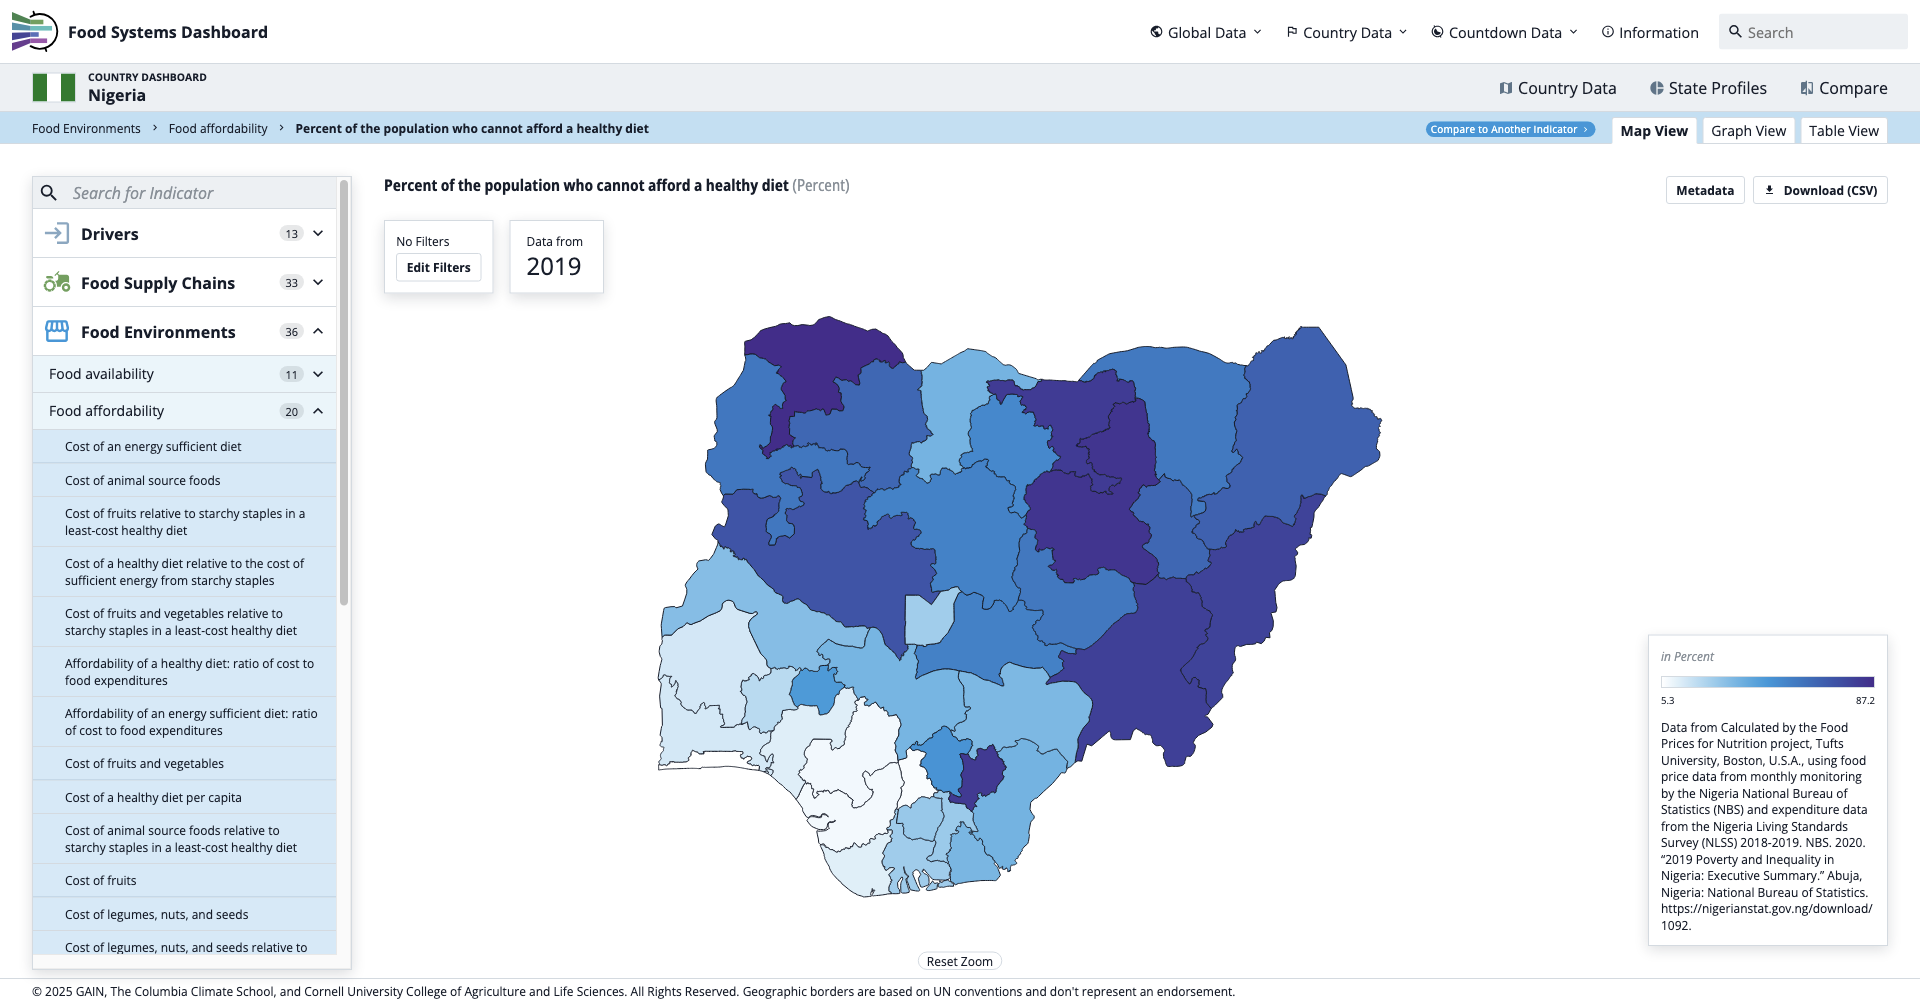 Food Systems Dashboard
Global Data
Country Data
Countdown Data
Information
Search
COUNTRY DASHBOARD
Nigeria
Country Data
State Profiles
Compare
Food Environments › Food affordability › Percent of the population who cannot afford a healthy diet
Compare to Another Indicator ›
Map View
Graph View
Table View
Search for Indicator
Drivers 13
Food Supply Chains 33
Food Environments 36
Food availability 11
Food affordability 20
Cost of an energy sufficient diet
Cost of animal source foods
Cost of fruits relative to starchy staples in a
least-cost healthy diet
Cost of a healthy diet relative to the cost of
sufficient energy from starchy staples
Cost of fruits and vegetables relative to
starchy staples in a least-cost healthy diet
Affordability of a healthy diet: ratio of cost to
food expenditures
Affordability of an energy sufficient diet: ratio
of cost to food expenditures
Cost of fruits and vegetables
Cost of a healthy diet per capita
Cost of animal source foods relative to
starchy staples in a least-cost healthy diet
Cost of fruits
Cost of legumes, nuts, and seeds
Cost of legumes, nuts, and seeds relative to
Percent of the population who cannot afford a healthy diet (Percent)
Metadata
Download (CSV)
No Filters
Edit Filters
Data from
2019
in Percent
5.3 87.2
Data from Calculated by the Food
Prices for Nutrition project, Tufts
University, Boston, U.S.A., using food
price data from monthly monitoring
by the Nigeria National Bureau of
Statistics (NBS) and expenditure data
from the Nigeria Living Standards
Survey (NLSS) 2018-2019. NBS. 2020.
“2019 Poverty and Inequality in
Nigeria: Executive Summary.” Abuja,
Nigeria: National Bureau of Statistics.
https://nigerianstat.gov.ng/download/
1092.
Reset Zoom
© 2025 GAIN, The Columbia Climate School, and Cornell University College of Agriculture and Life Sciences. All Rights Reserved. Geographic borders are based on UN conventions and don't represent an endorsement.